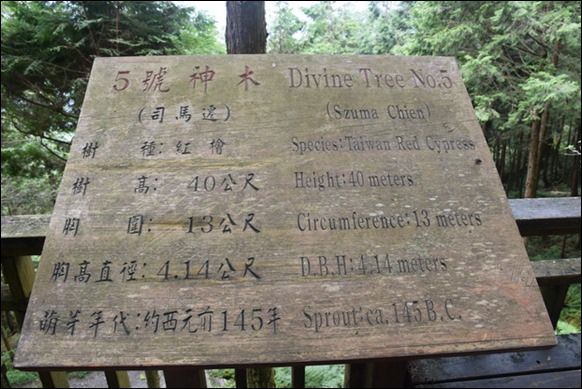 5號神木 Divine Tree No.5
(司馬遷) (Szuma Chien)
樹種:紅檜 Species:Taiwan Red Cypress
樹高: 40公尺 Height:40 meters
胸圍: 13公尺 Circumference:13 meters
胸高直徑:4.14公尺 D.B.H:4.14 meters
萌芽年代:約西元前145年 Sprout:ca.145 B.C.